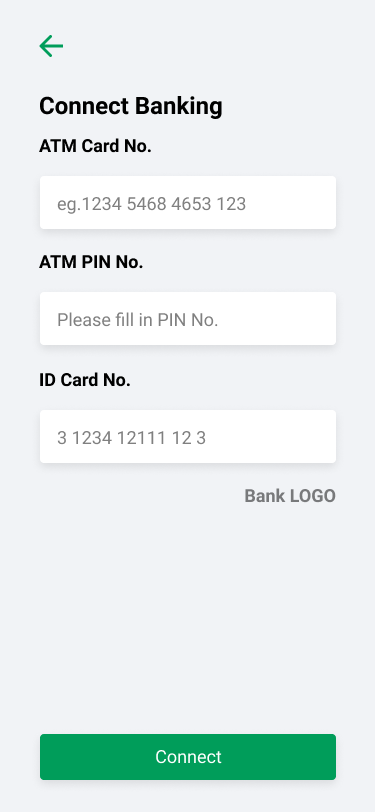 Connect Banking
ATM Card No.
eg.1234 5468 4653 123
ATM PIN No.
Please fill in PIN No.
ID Card No.
3 1234 12111 12 3
Bank LOGO
Connect